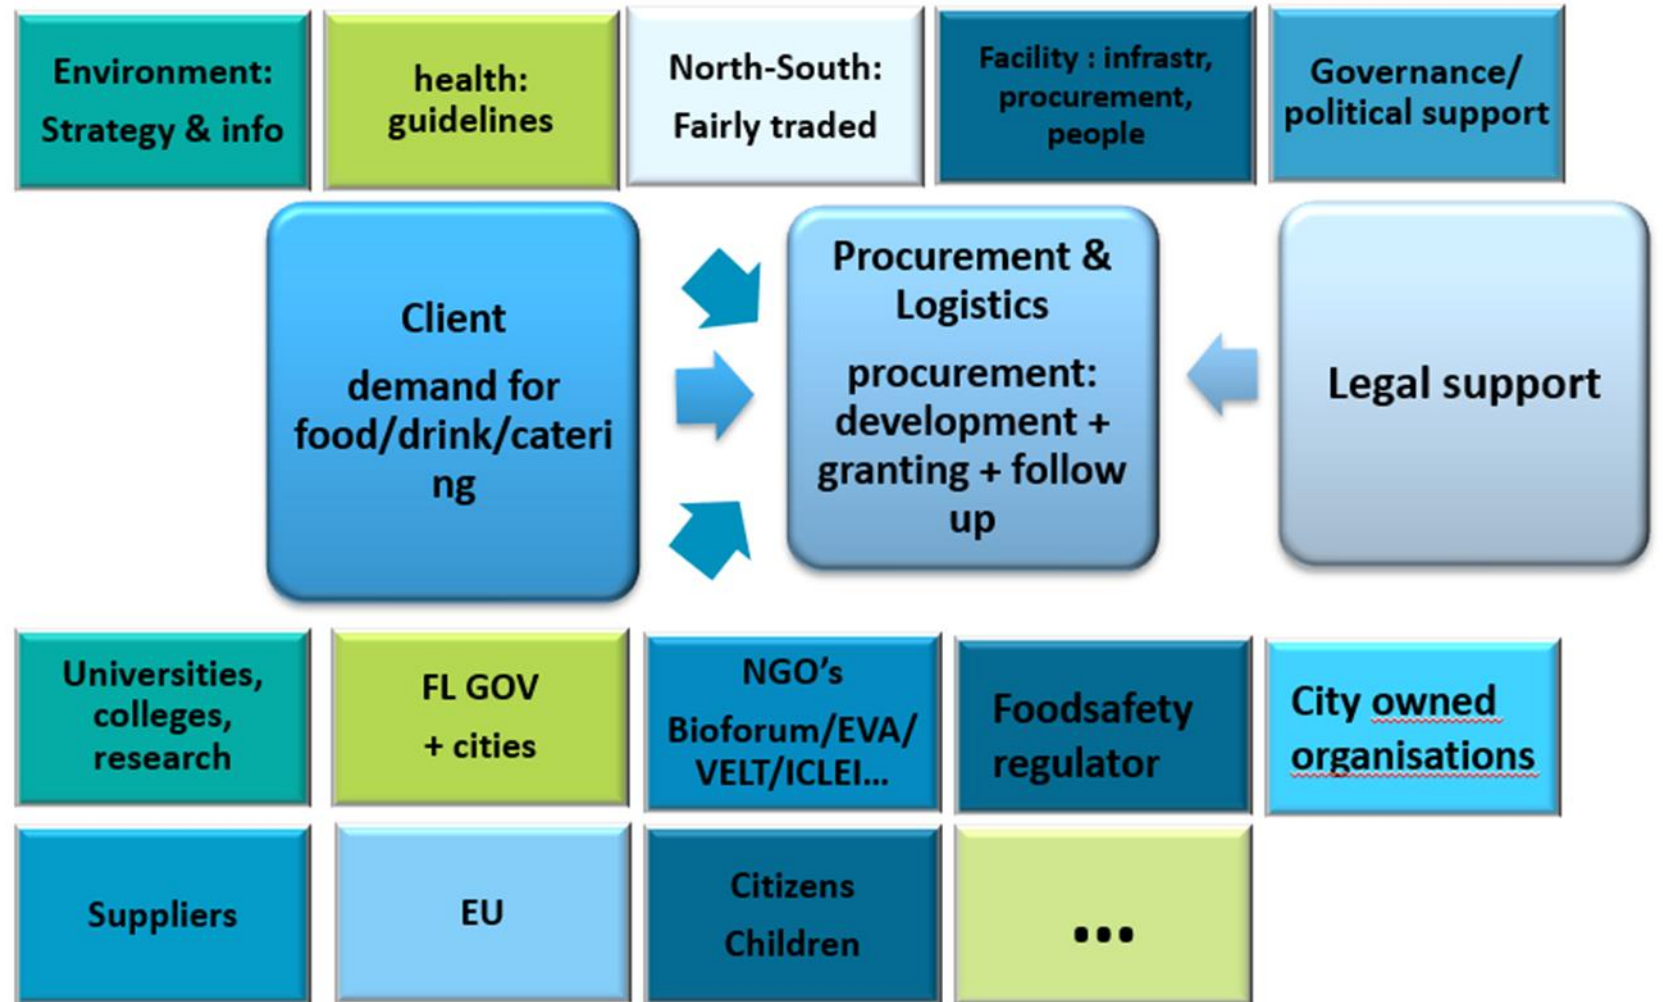 Environment:
Strategy & info
health:
guidelines
North-South:
Fairly traded
Facility : infrastr,
procurement,
people
Governance/
political support
Client
demand for
food/drink/cateri
ng
Procurement &
Logistics
procurement:
development +
granting + follow
up
Legal support
Universities,
colleges,
research
FL GOV
+ cities
NGO’s
Bioforum/EVA/
VELT/ICLEI...
Foodsafety
regulator
City owned
organisations
Suppliers
EU
Citizens
Children
...